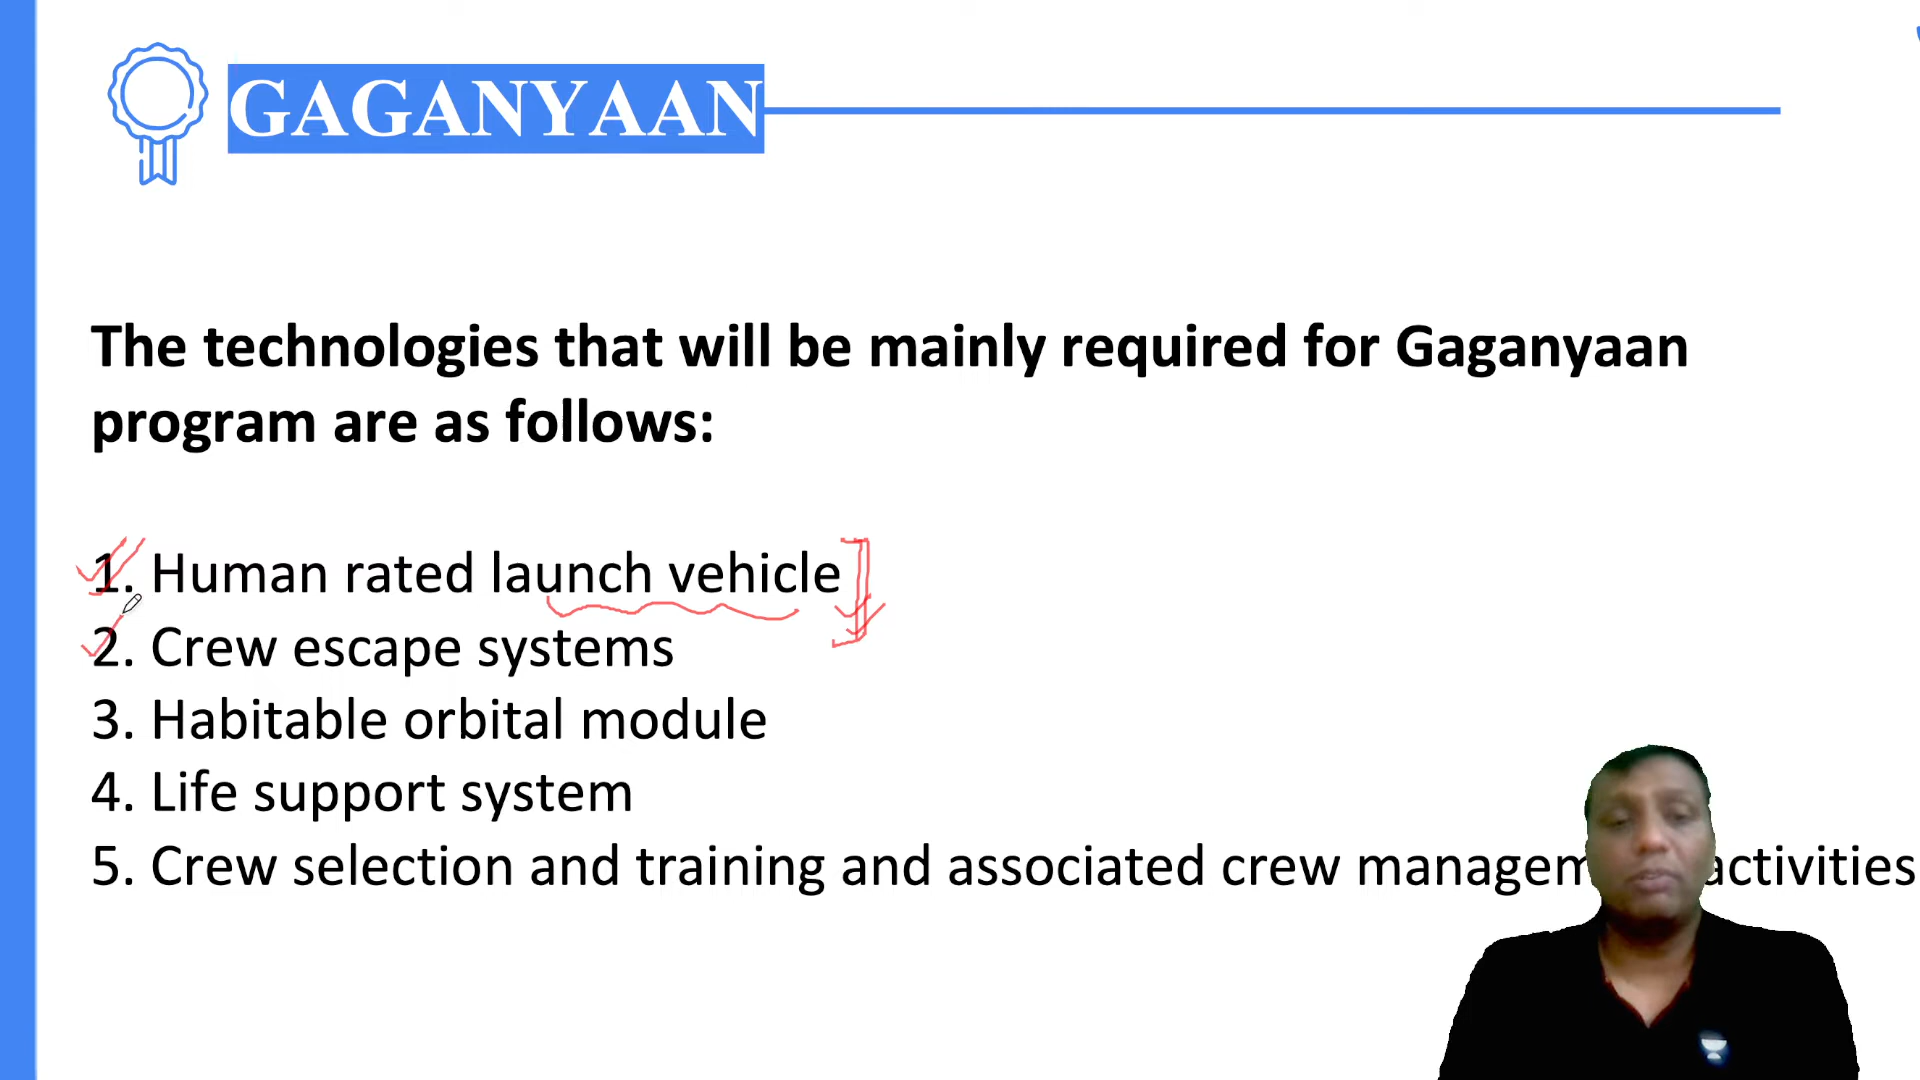 GAGANYAAN
The technologies that will be mainly required for Gaganyaan
program are as follows:
1. Human rated launch vehicle
2. Crew escape systems
3. Habitable orbital module
4. Life support system
5. Crew selection and training and associated crew activities